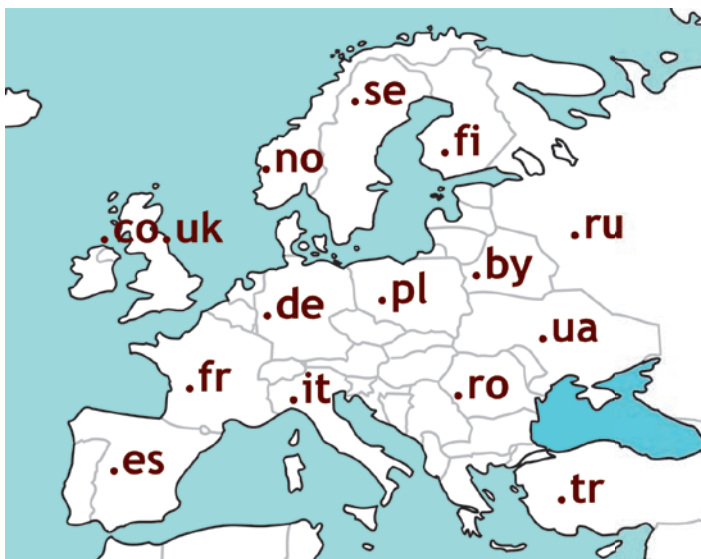 .se
.fi
.no
.co.uk
.ru
.by
.pl
.de
.ua
.fr
.it
.ro
.es
.tr